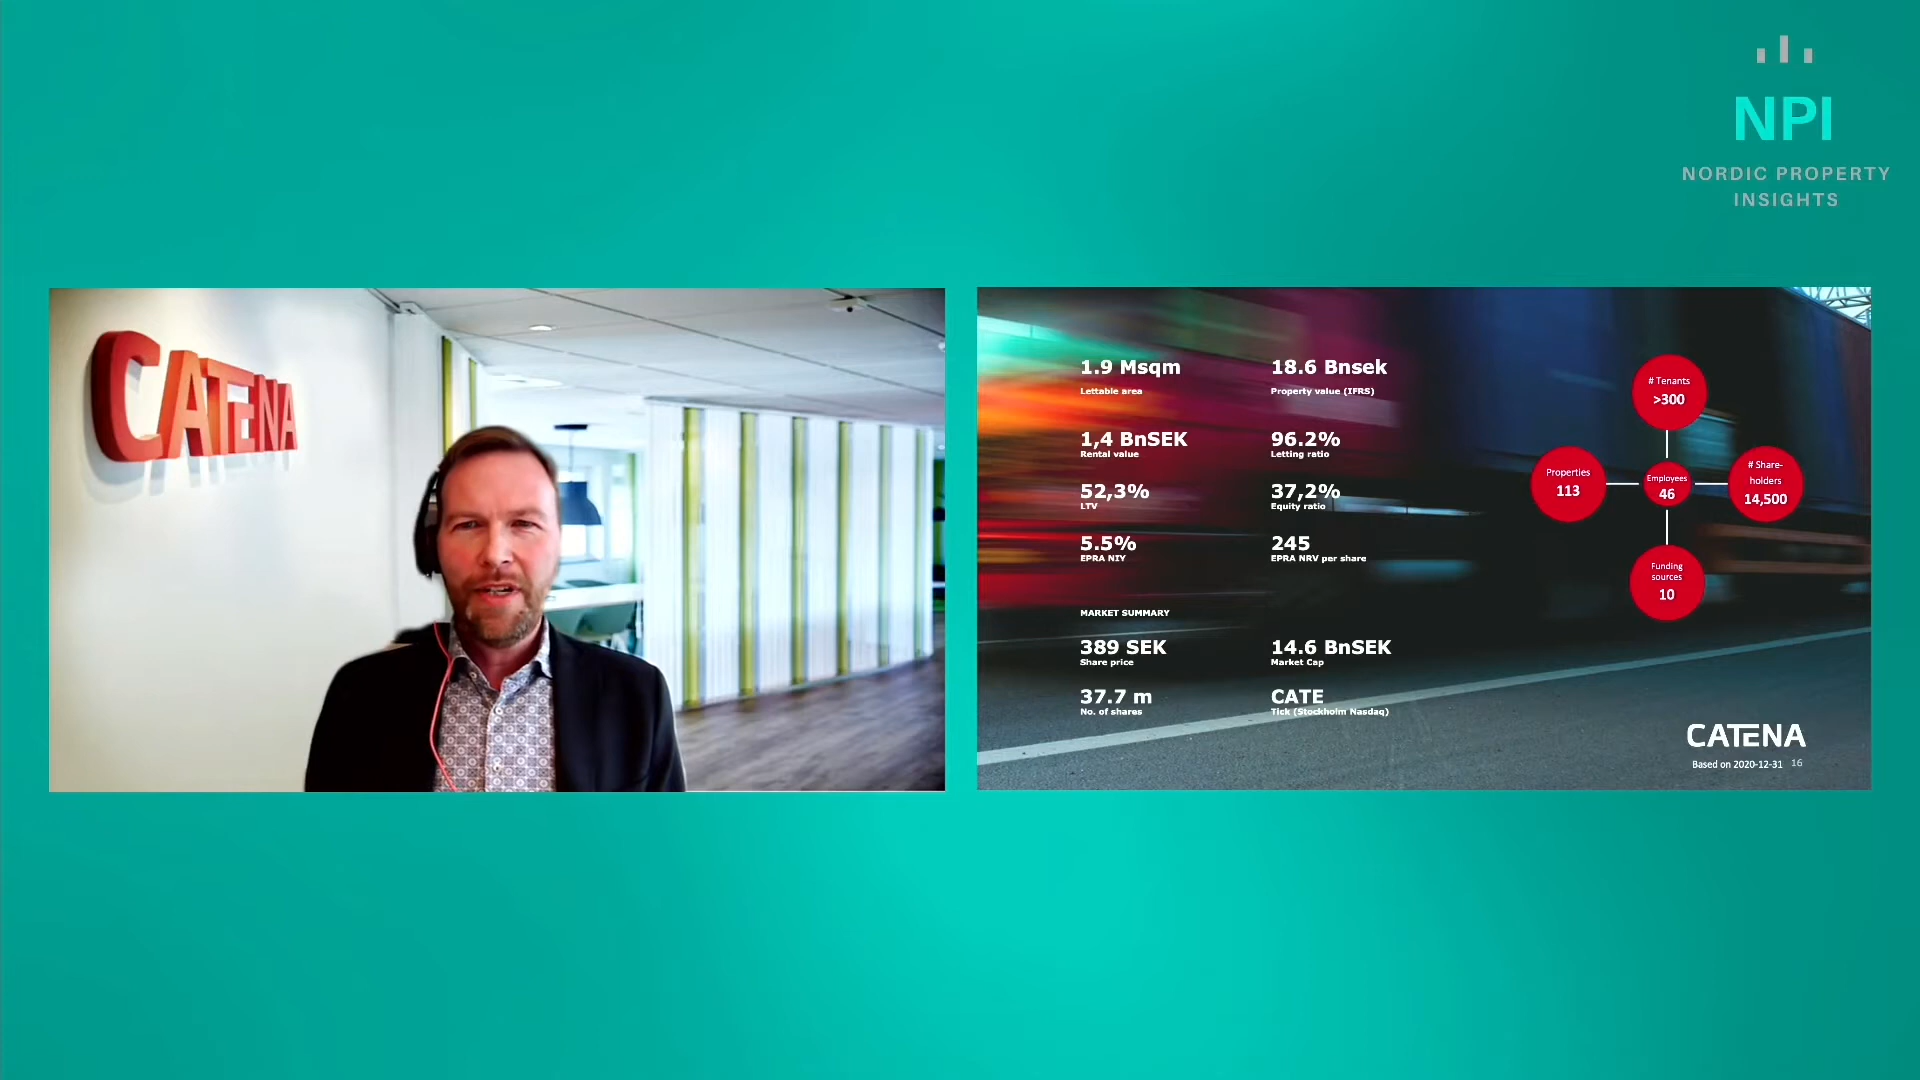 NPI
NORDIC PROPERTY
INSIGHTS
CATENA
1.9 Msqm
Lettable area
18.6 Bnsek
Property value (IFRS)
1,4 BnSEK
Rental value
96.2%
Letting ratio
52,3%
LTV
37,2%
Equity ratio
5.5%
EPRA NIY
245
EPRA NRV per share
MARKET SUMMARY
389 SEK
Share price
14.6 BnSEK
Market Cap
37.7 m
No. of shares
CATE
Tick (Stockholm Nasdaq)
# Tenants
>300
Properties
113
Employees
46
# Share-
holders
14,500
Funding
sources
10
CATENA
Based on 2020-12-31 16